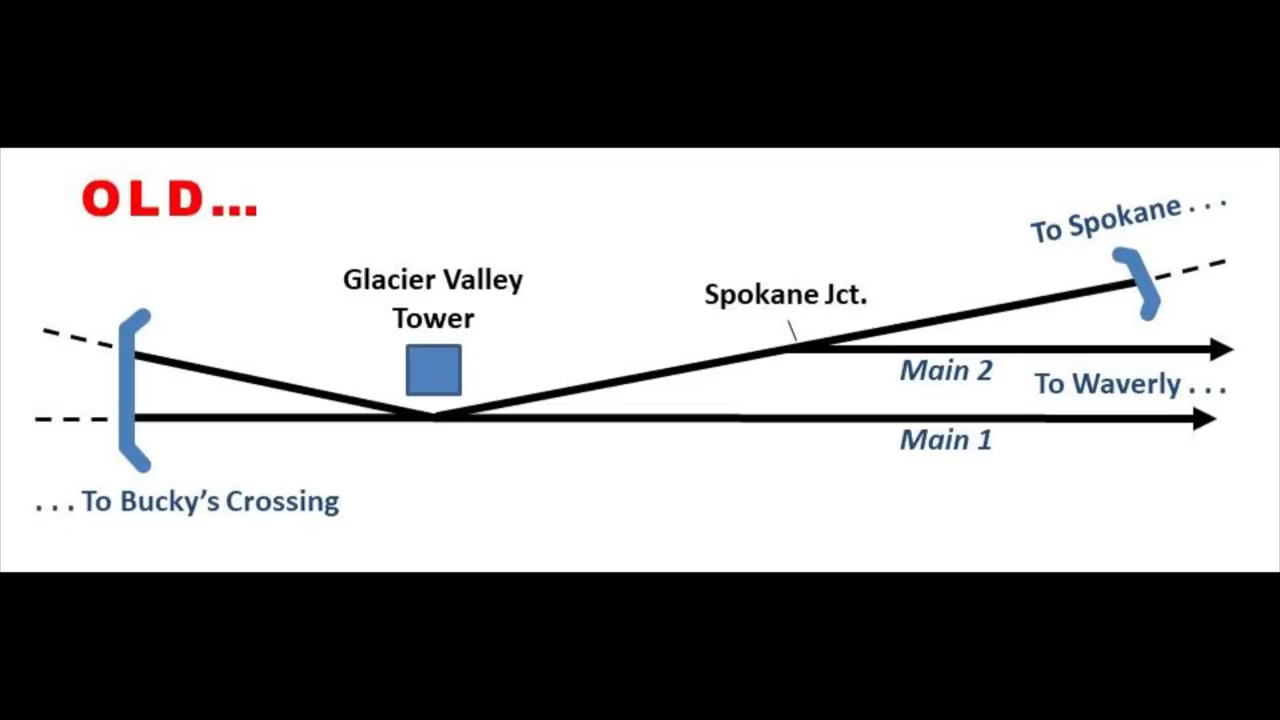 OLD...
To Spokane . . .
Glacier Valley
Tower
Spokane Jct.
Main 2
To Waverly . . .
Main 1
. . . To Bucky’s Crossing